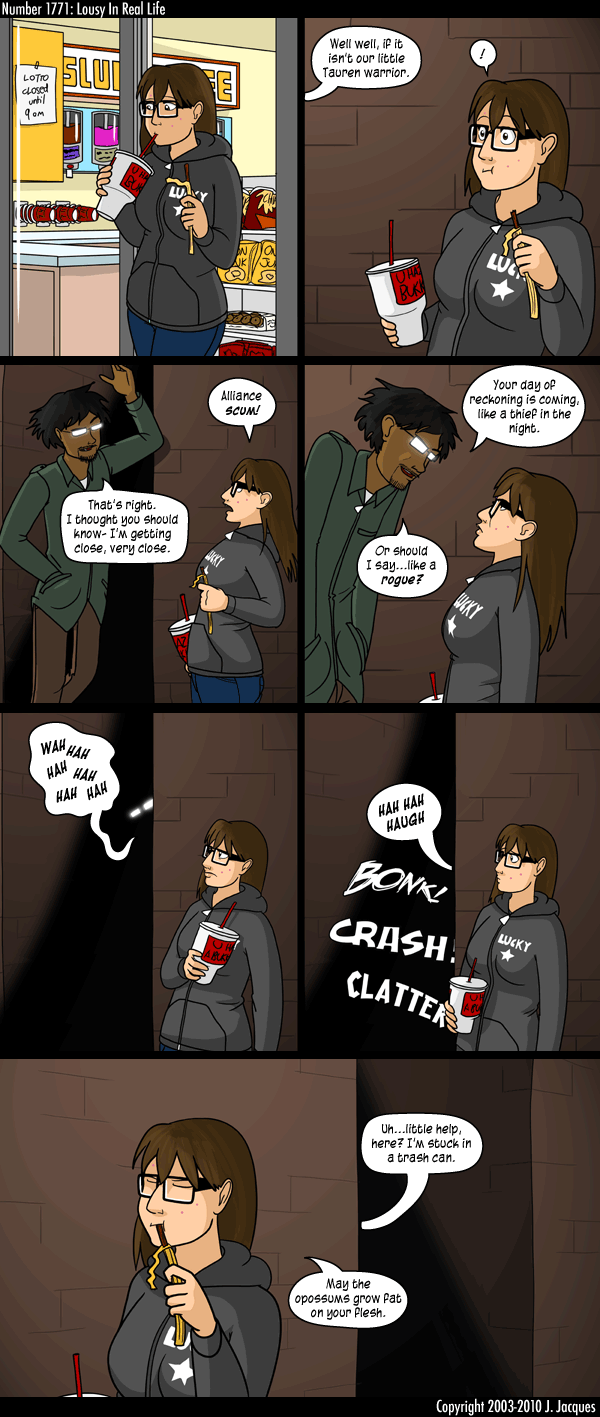 Number 1771: Lousy In Real Life
LOTTO
CLOSED
until
9 am
LUCKY
Well well, if it
isn't our little
Tauren warrior.
!
LUCKY
That's right.
I thought you should
know- I'm getting
close, very close.
Alliance
scum!
Your day of
reckoning is coming,
like a thief in the
night.
Or should
I say...like a
rogue?
LUCKY
WAH HAH
HAH HAH
HAH HAH
HAH HAH
HAUGH
BONK!
CRASH!
CLATTER
LUCKY
Uh...little help,
here? I'm stuck in
a trash can.
May the
opossums grow fat
on your flesh.
Copyright 2003-2010 J. Jacques